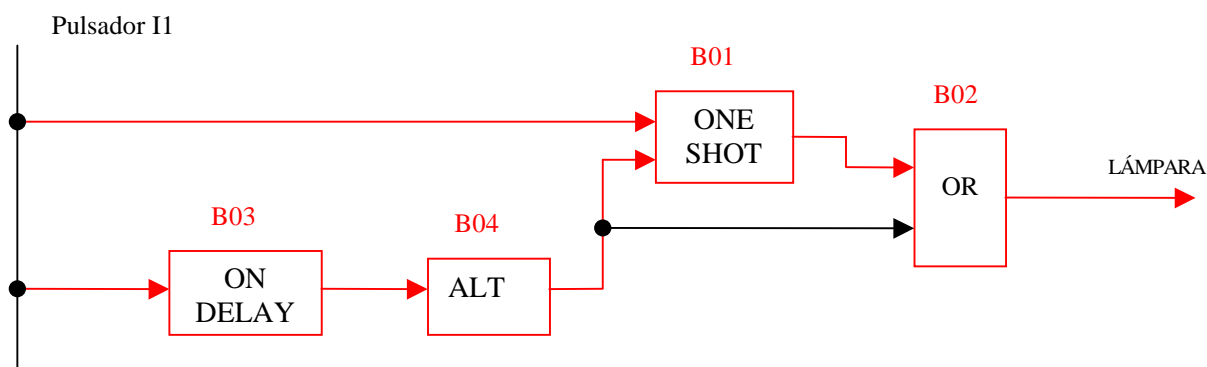 Pulsador I1
B01
ONE
SHOT
B02
OR
LÁMPARA
B03
ON
DELAY
B04
ALT